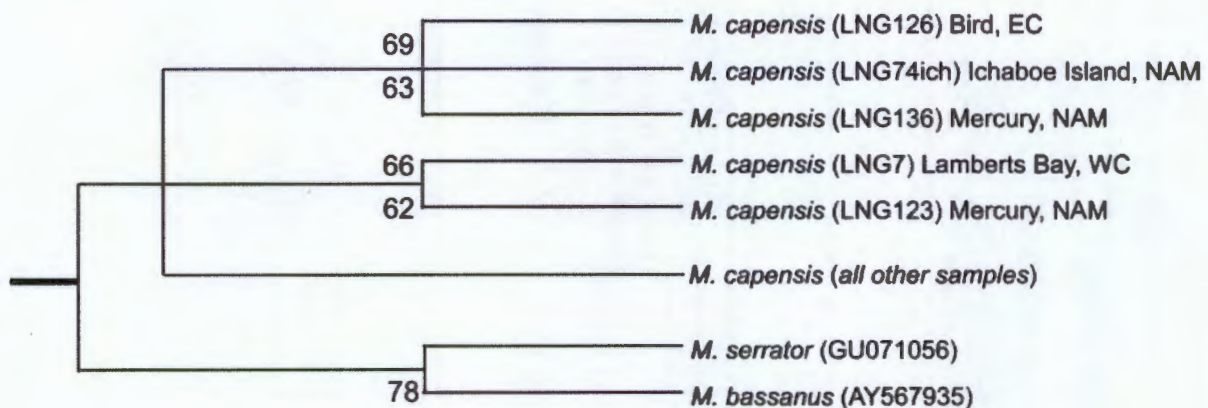 69
M. capensis (LNG126) Bird, EC
63
M. capensis (LNG74ich) Ichaboe Island, NAM
M. capensis (LNG136) Mercury, NAM
66
M. capensis (LNG7) Lamberts Bay, WC
62
M. capensis (LNG123) Mercury, NAM
M. capensis (all other samples)
M. serrator (GU071056)
78
M. bassanus (AY567935)